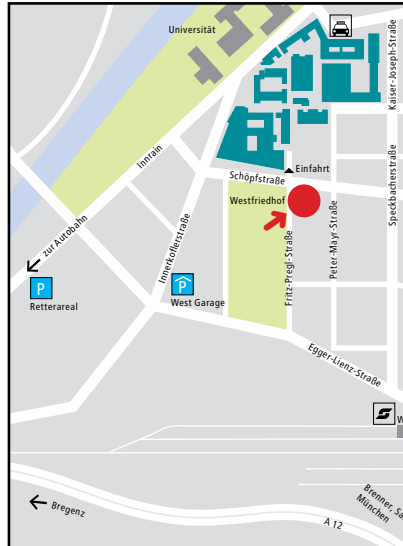 Universität
Kaiser-Joseph-Straße
Innrain
Einfahrt
Schöpfstraße
Westfriedhof
Speckbacherstraße
zur Autobahn
Innerkoflerstraße
Fritz-Pregl-Straße
Peter-Mayr-Straße
P
P
Retterareal
West Garage
Egger-Lienz-Straße
W
Bregenz
Brenner, Sa
München
A 12